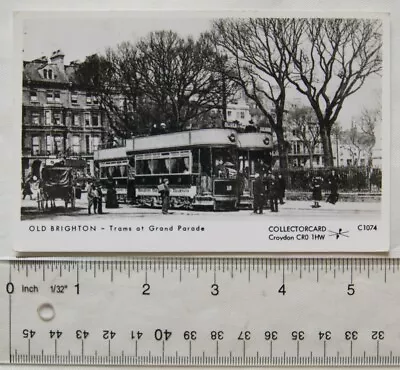 OLD BRIGHTON - Trams at Grand Parade
COLLECTORCARD
Croydon CR0 1HW
C1074
0 Inch 1/32" 1 2 3 4 5
45 44 43 42 41 40 39 38 37 36 35 34 33 32